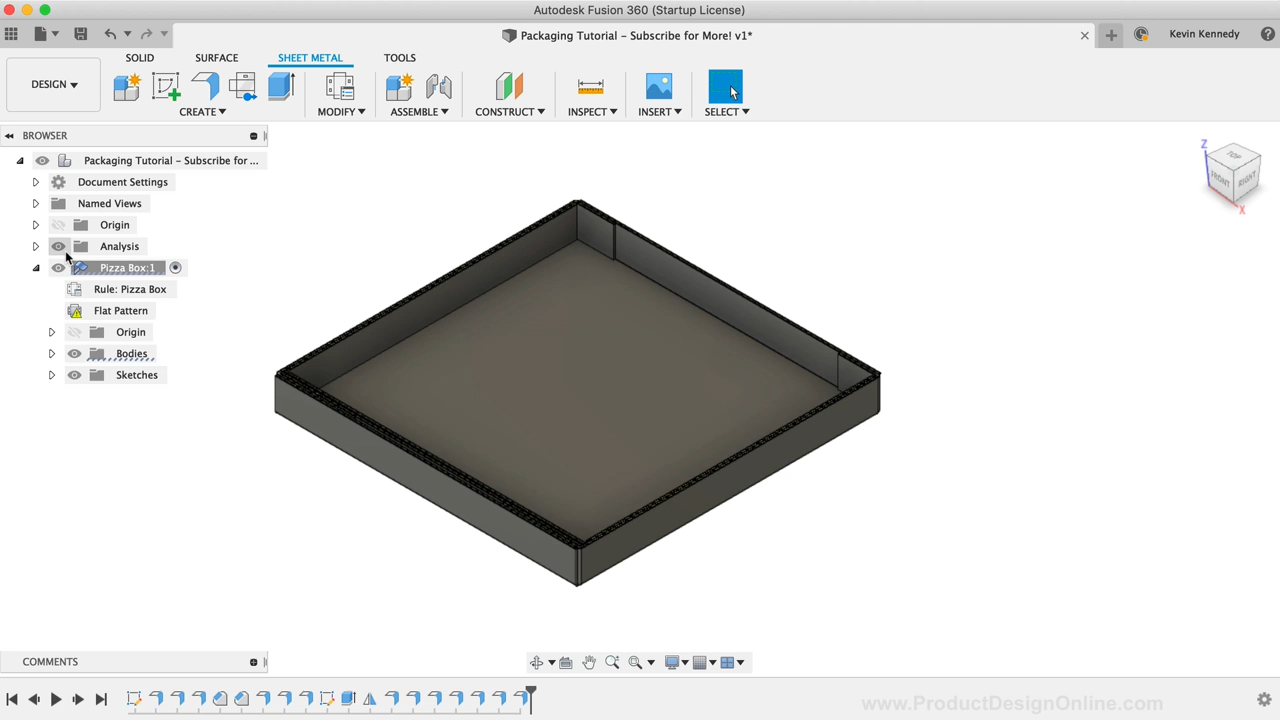 Autodesk Fusion 360 (Startup License)
Packaging Tutorial – Subscribe for More! v1*
Kevin Kennedy
DESIGN
SOLID SURFACE SHEET METAL TOOLS
CREATE MODIFY ASSEMBLE CONSTRUCT INSPECT INSERT SELECT
BROWSER
Packaging Tutorial – Subscribe for ...
Document Settings
Named Views
Origin
Analysis
Pizza Box:1
Rule: Pizza Box
Flat Pattern
Origin
Bodies
Sketches
Z
TOP
FRONT RIGHT
X
COMMENTS
www.ProductDesignOnline.com